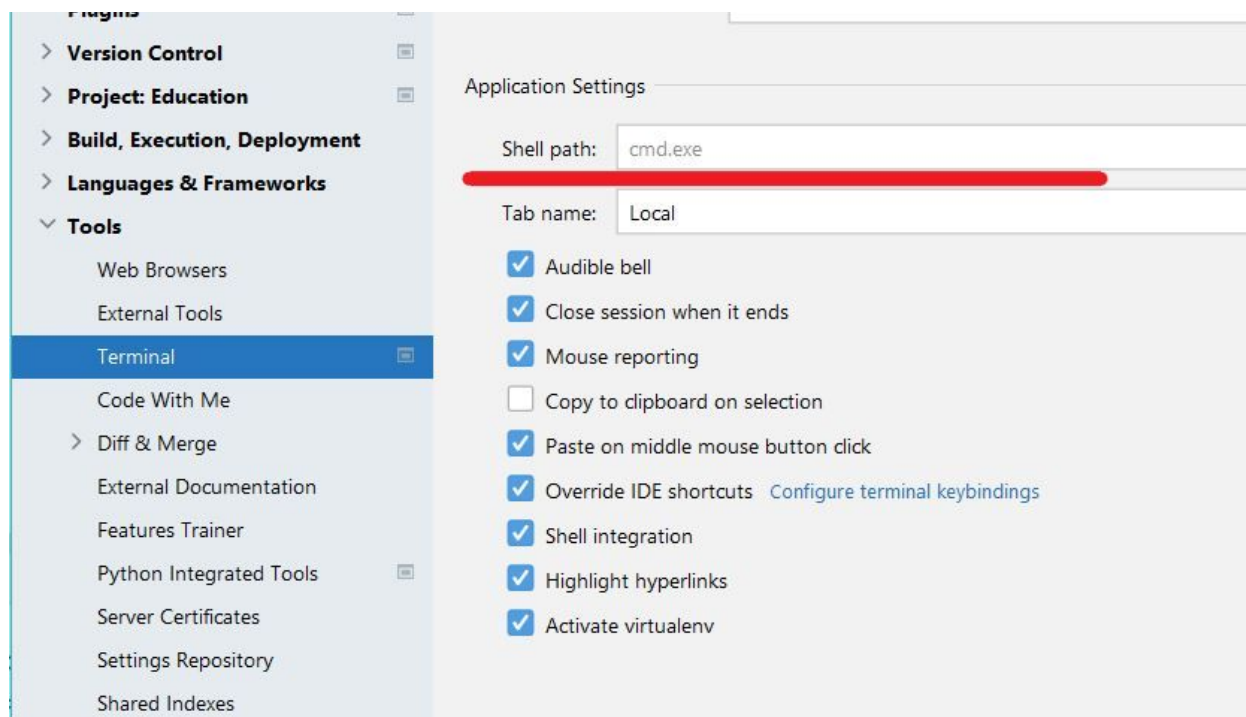 Plugins
Version Control
Project: Education
Build, Execution, Deployment
Languages & Frameworks
Tools
Web Browsers
External Tools
Terminal
Code With Me
Diff & Merge
External Documentation
Features Trainer
Python Integrated Tools
Server Certificates
Settings Repository
Shared Indexes
Application Settings
Shell path: cmd.exe
Tab name: Local
Audible bell
Close session when it ends
Mouse reporting
Copy to clipboard on selection
Paste on middle mouse button click
Override IDE shortcuts Configure terminal keybindings
Shell integration
Highlight hyperlinks
Activate virtualenv